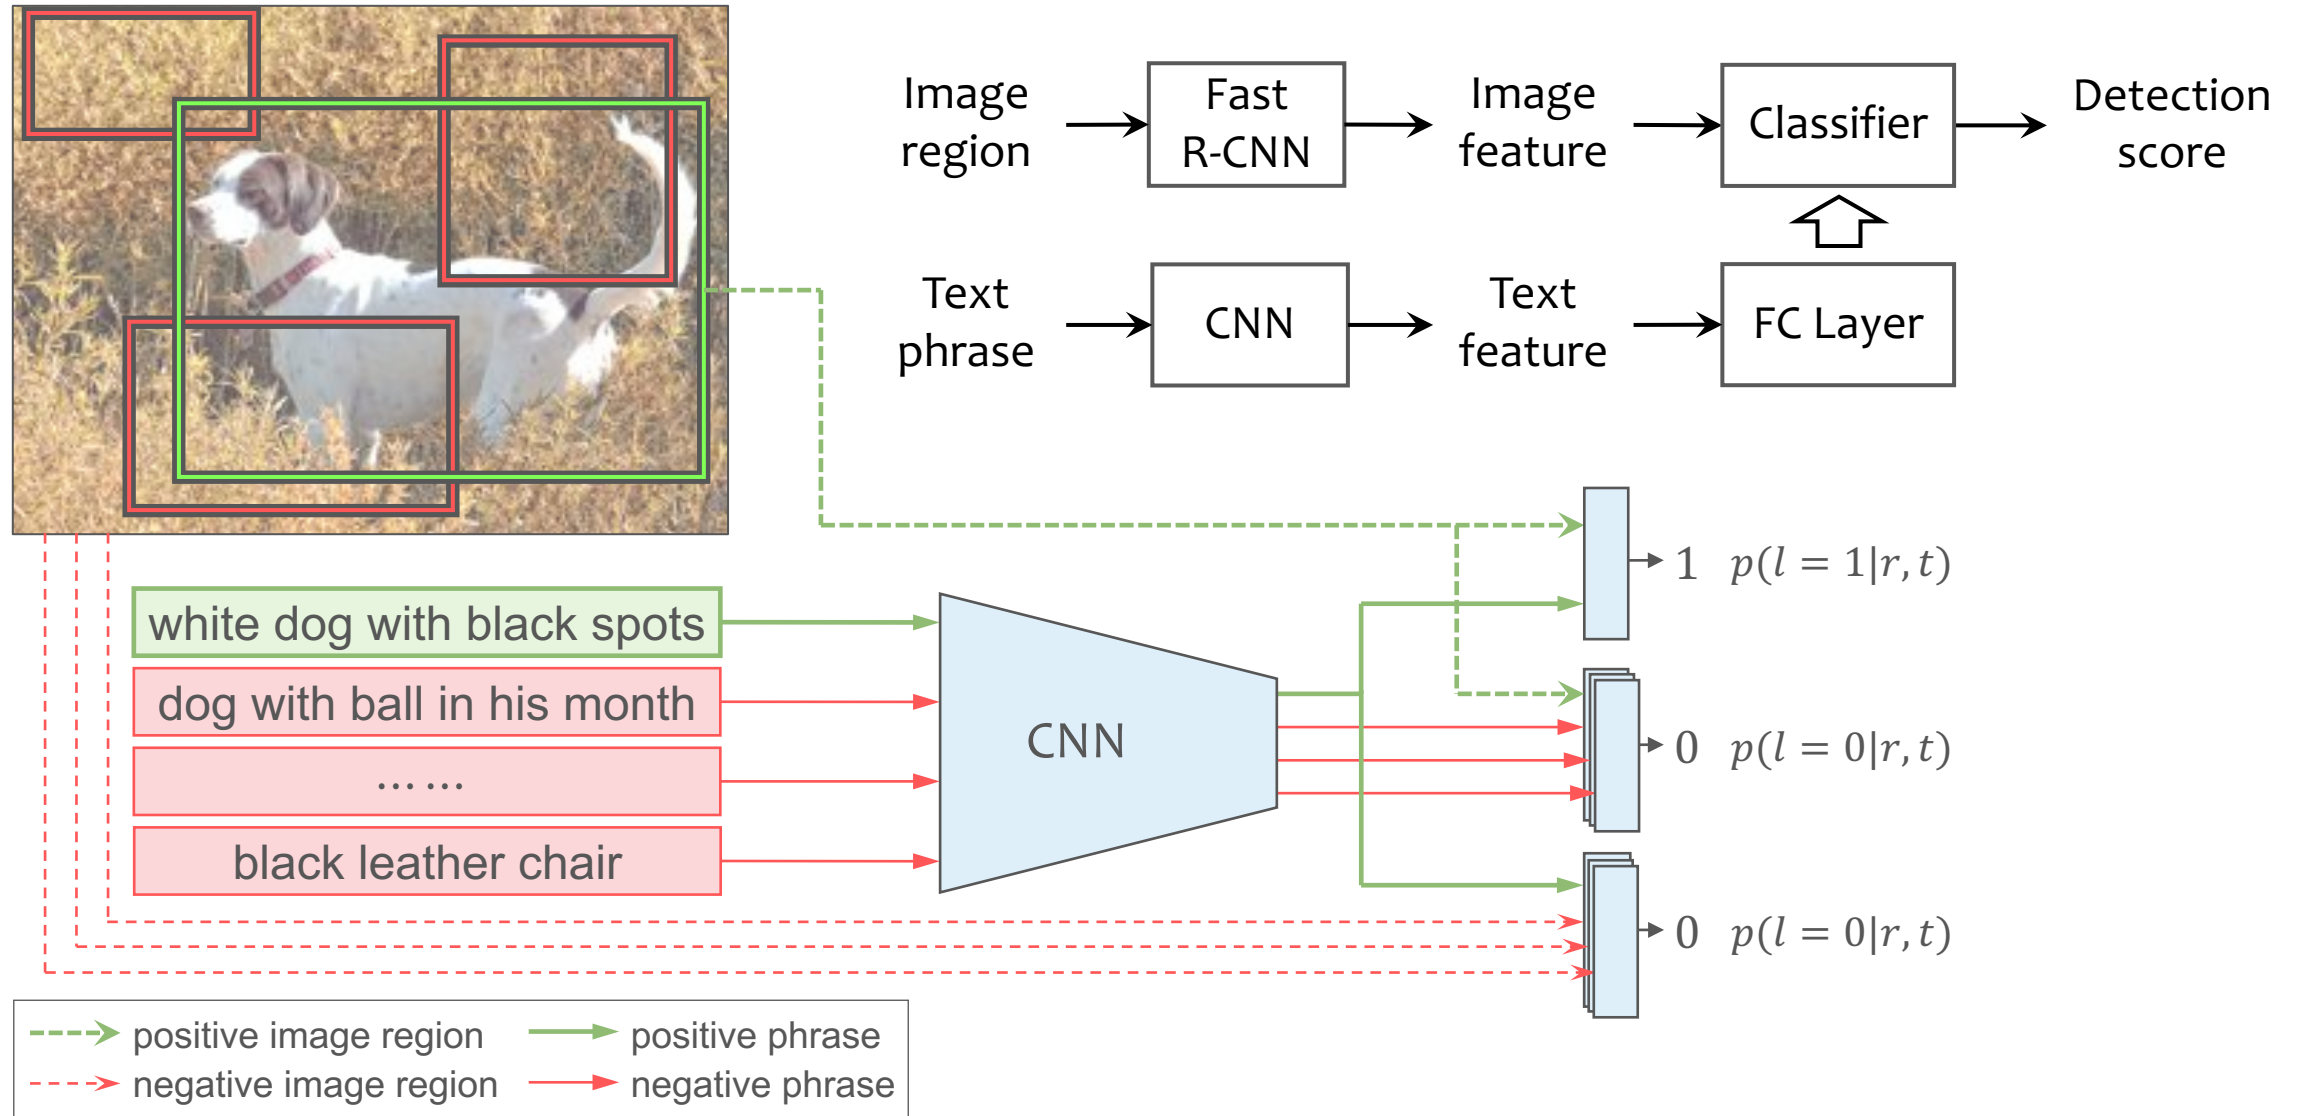 Image
region
Fast
R-CNN
Image
feature
Classifier
Detection
score
Text
phrase
CNN
Text
feature
FC Layer
white dog with black spots
dog with ball in his month
... ...
black leather chair
CNN
1 p(l = 1|r, t)
0 p(l = 0|r, t)
0 p(l = 0|r, t)
positive image region
positive phrase
negative image region
negative phrase